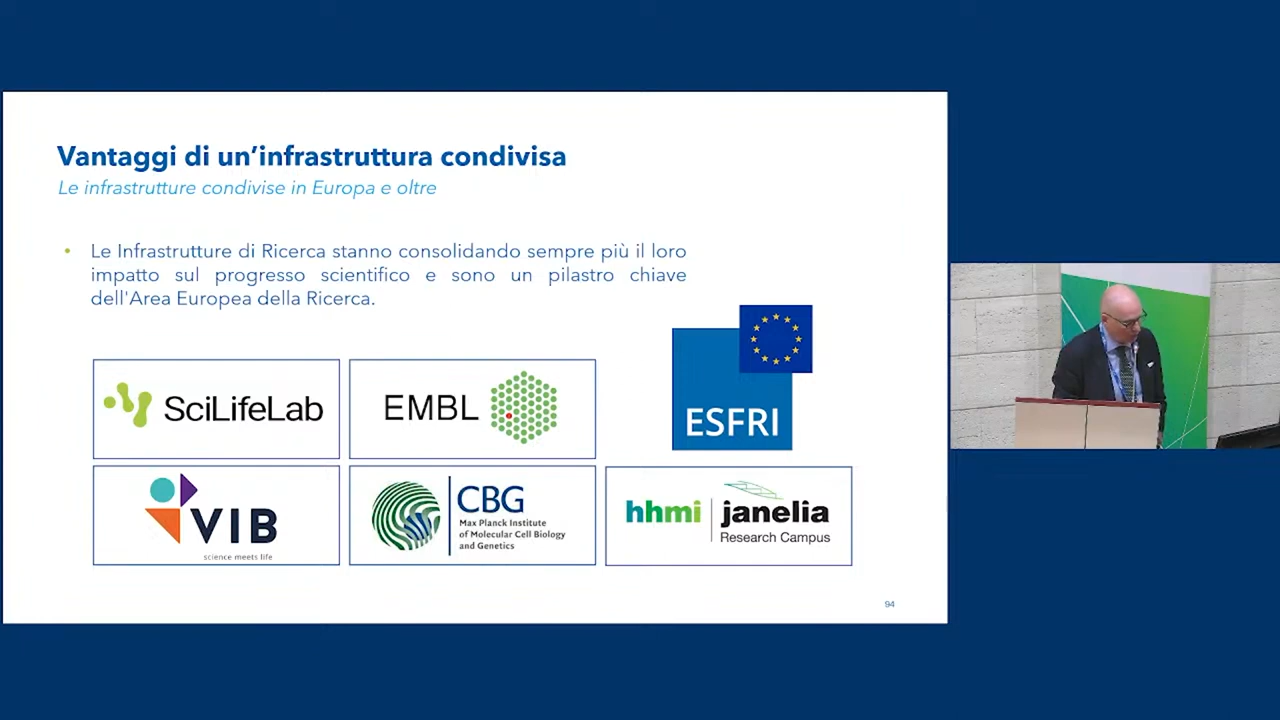 Vantaggi di un'infrastruttura condivisa
Le infrastrutture condivise in Europa e oltre
• Le Infrastrutture di Ricerca stanno consolidando sempre più il loro
impatto sul progresso scientifico e sono un pilastro chiave
dell'Area Europea della Ricerca.
SciLifeLab
EMBL
ESFRI
VIB
science meets life
CBG
Max Planck Institute
of Molecular Cell Biology
and Genetics
hhmi janelia
Research Campus
94